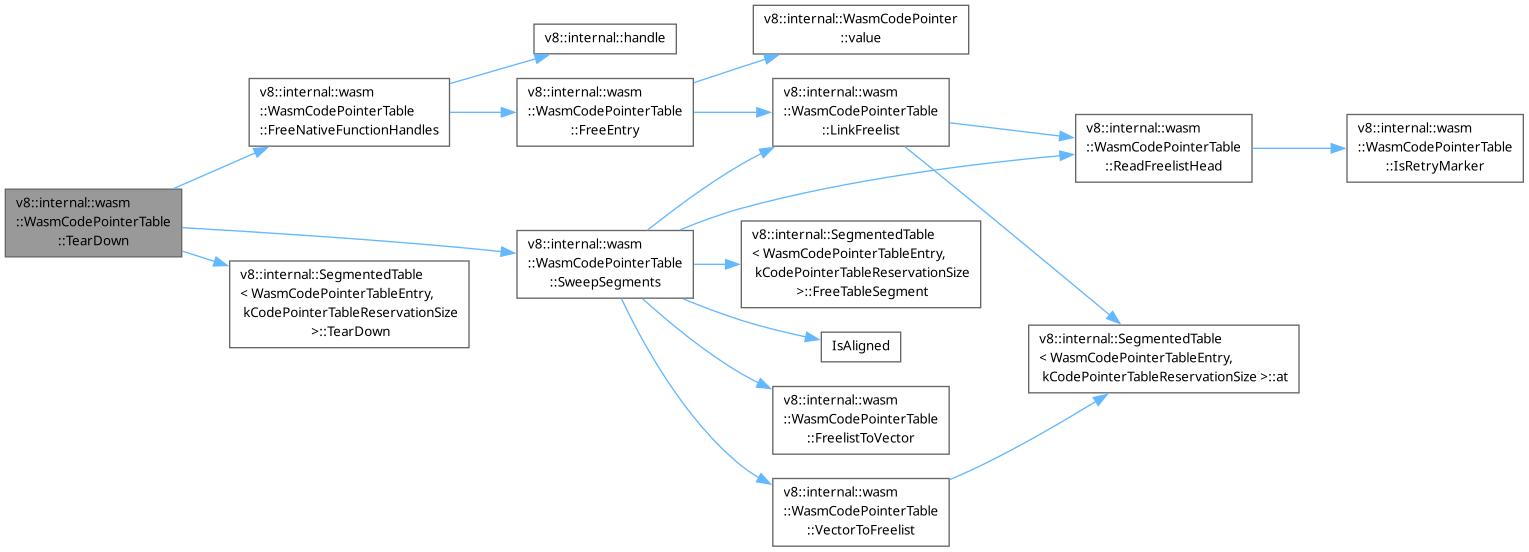 v8::internal::wasm
::WasmCodePointerTable
::TearDown
v8::internal::wasm
::WasmCodePointerTable
::FreeNativeFunctionHandles
v8::internal::SegmentedTable
< WasmCodePointerTableEntry,
kCodePointerTableReservationSize
>::TearDown
v8::internal::handle
v8::internal::wasm
::WasmCodePointerTable
::FreeEntry
v8::internal::wasm
::WasmCodePointerTable
::SweepSegments
v8::internal::WasmCodePointer
::value
v8::internal::wasm
::WasmCodePointerTable
::LinkFreelist
v8::internal::SegmentedTable
< WasmCodePointerTableEntry,
kCodePointerTableReservationSize
>::FreeTableSegment
IsAligned
v8::internal::wasm
::WasmCodePointerTable
::FreelistToVector
v8::internal::wasm
::WasmCodePointerTable
::VectorToFreelist
v8::internal::wasm
::WasmCodePointerTable
::ReadFreelistHead
v8::internal::SegmentedTable
< WasmCodePointerTableEntry,
kCodePointerTableReservationSize >::at
v8::internal::wasm
::WasmCodePointerTable
::IsRetryMarker